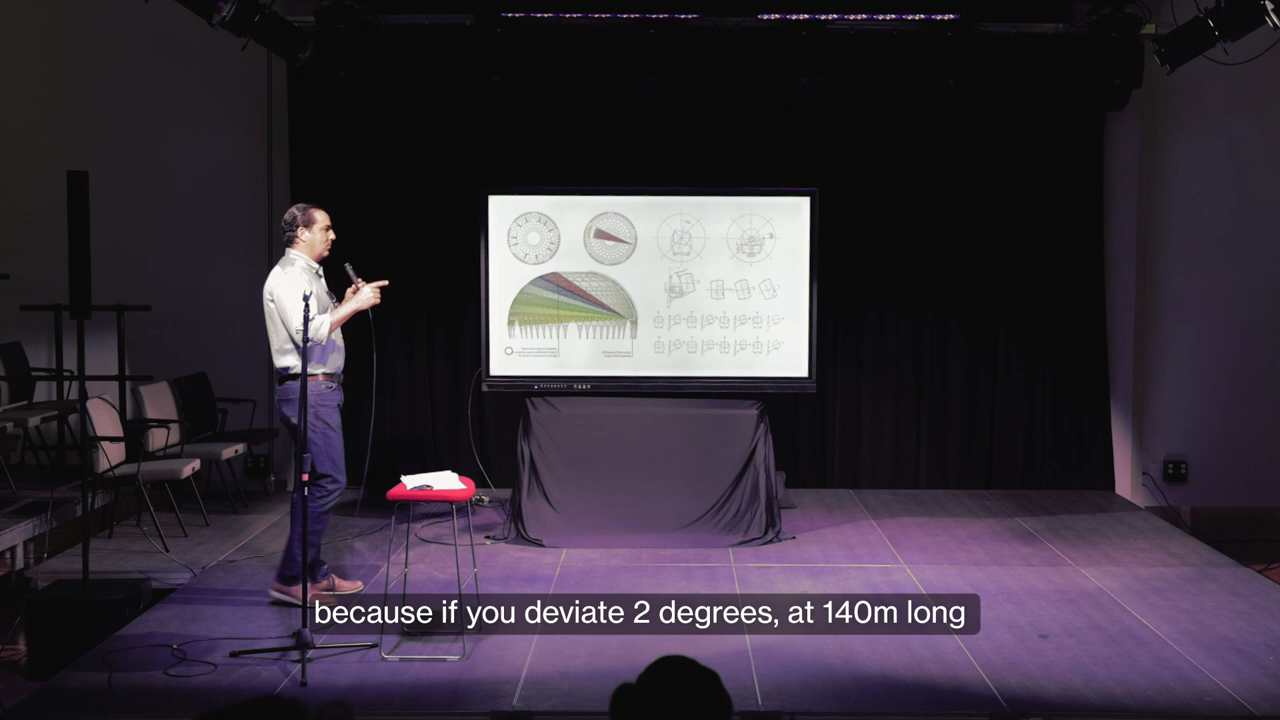 because if you deviate 2 degrees, at 140m long